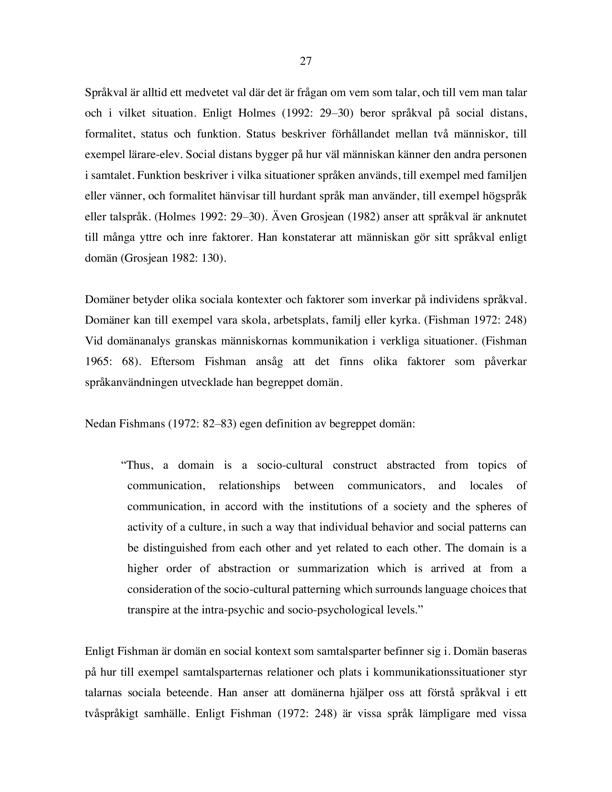 27
Språkval är alltid ett medvetet val där det är frågan om vem som talar, och till vem man talar
och i vilket situation. Enligt Holmes (1992: 29–30) beror språkval på social distans,
formalitet, status och funktion. Status beskriver förhållandet mellan två människor, till
exempel lärare-elev. Social distans bygger på hur väl människan känner den andra personen
i samtalet. Funktion beskriver i vilka situationer språken används, till exempel med familjen
eller vänner, och formalitet hänvisar till hurdant språk man använder, till exempel högspråk
eller talspråk. (Holmes 1992: 29–30). Även Grosjean (1982) anser att språkval är anknutet
till många yttre och inre faktorer. Han konstaterar att människan gör sitt språkval enligt
domän (Grosjean 1982: 130).
Domäner betyder olika sociala kontexter och faktorer som inverkar på individens språkval.
Domäner kan till exempel vara skola, arbetsplats, familj eller kyrka. (Fishman 1972: 248)
Vid domänanalys granskas människornas kommunikation i verkliga situationer. (Fishman
1965: 68). Eftersom Fishman ansåg att det finns olika faktorer som påverkar
språkanvändningen utvecklade han begreppet domän.
Nedan Fishmans (1972: 82–83) egen definition av begreppet domän:
“Thus, a domain is a socio-cultural construct abstracted from topics of
communication, relationships between communicators, and locales of
communication, in accord with the institutions of a society and the spheres of
activity of a culture, in such a way that individual behavior and social patterns can
be distinguished from each other and yet related to each other. The domain is a
higher order of abstraction or summarization which is arrived at from a
consideration of the socio-cultural patterning which surrounds language choices that
transpire at the intra-psychic and socio-psychological levels.”
Enligt Fishman är domän en social kontext som samtalsparter befinner sig i. Domän baseras
på hur till exempel samtalsparternas relationer och plats i kommunikationssituationer styr
talarnas sociala beteende. Han anser att domänerna hjälper oss att förstå språkval i ett
tvåspråkigt samhälle. Enligt Fishman (1972: 248) är vissa språk lämpligare med vissa